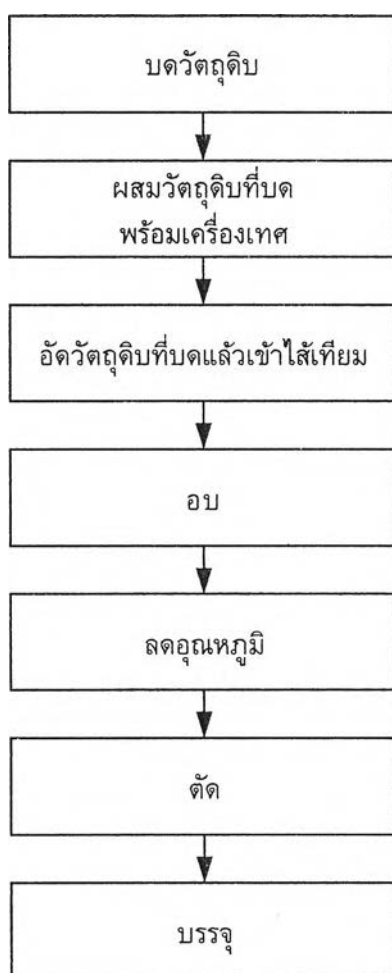 บดวัตถุดิบ
ผสมวัตถุดิบที่บด
พร้อมเครื่องเทศ
อัดวัตถุดิบที่บดแล้วเข้าไส้เทียม
อบ
ลดอุณหภูมิ
ตัด
บรรจุ